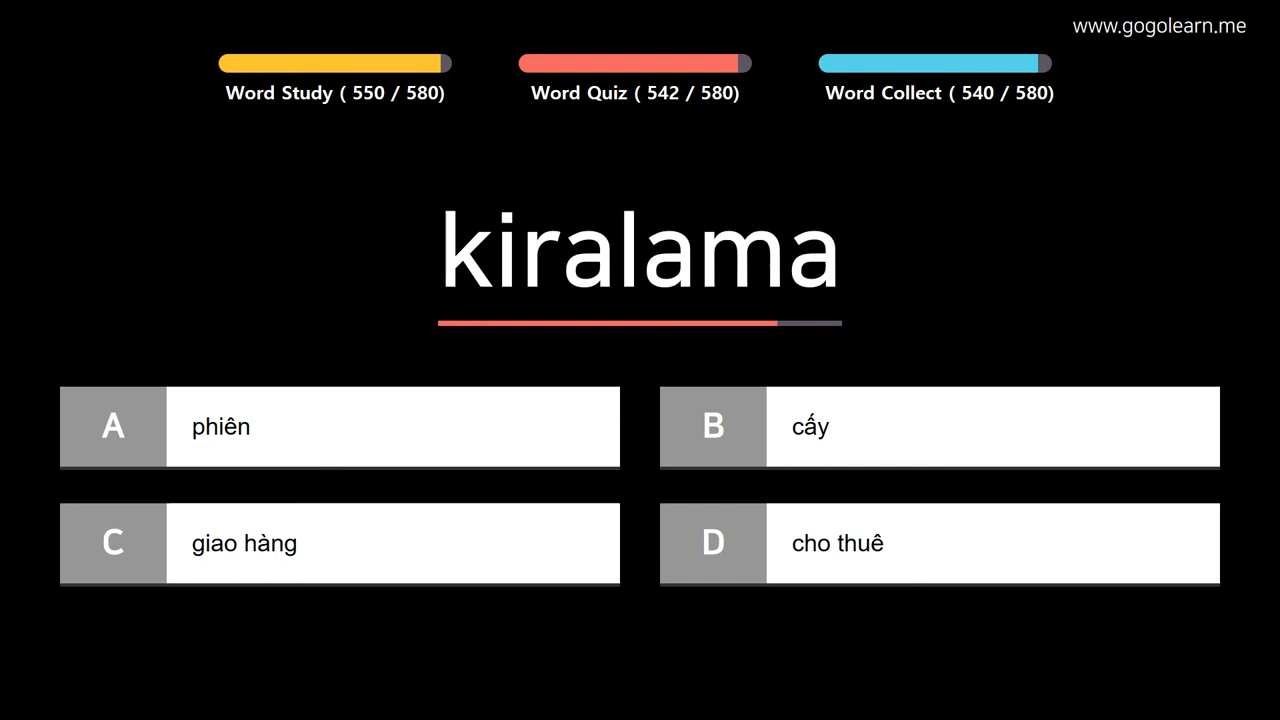 www.gogolearn.me
Word Study ( 550 / 580)
Word Quiz ( 542 / 580)
Word Collect ( 540 / 580)
kiralama
A
phiên
B
cấy
C
giao hàng
D
cho thuê